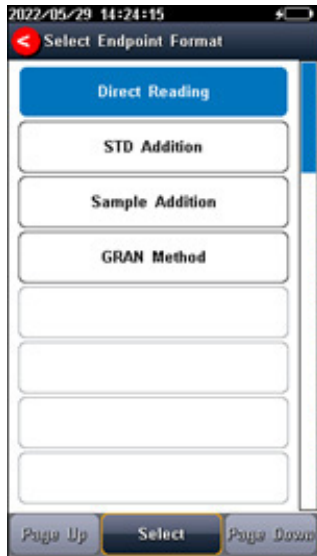 2022/05/29 14:24:15
< Select Endpoint Format
Direct Reading
STD Addition
Sample Addition
GRAN Method
Page Up Select Page Down